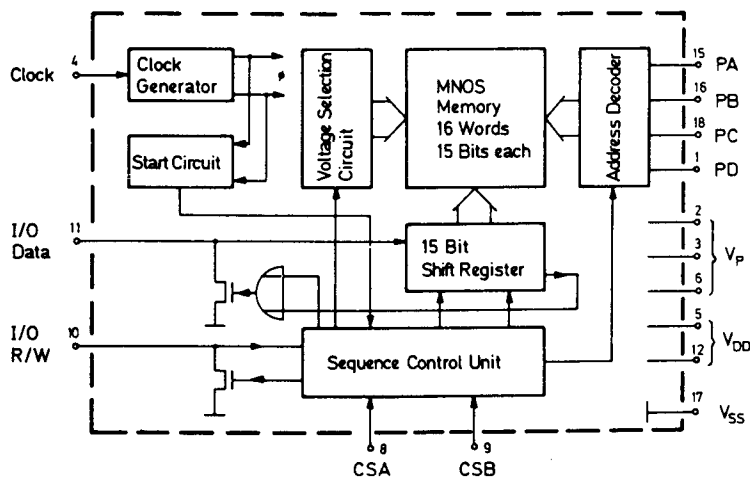 4
Clock
Clock
Generator
ϕ
Start Circuit
Voltage Selection
Circuit
MNOS
Memory
16 Words
15 Bits each
Address Decoder
15
PA
16
PB
18
PC
1
PD
I/O
11
Data
15 Bit
Shift Register
2
3
6
VP
I/O
10
R/W
Sequence Control Unit
5
12
VDD
17
VSS
8
CSA
9
CSB